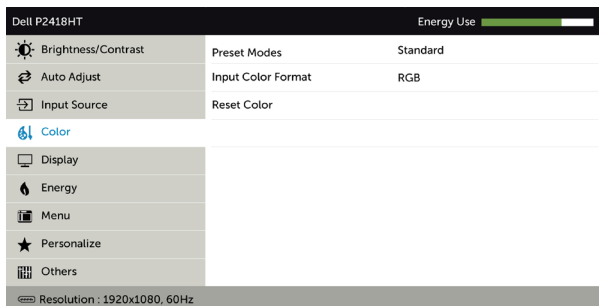 Dell P2418HT Energy Use
Brightness/Contrast
Preset Modes Standard
Auto Adjust
Input Color Format RGB
Input Source
Reset Color
Color
Display
Energy
Menu
Personalize
Others
Resolution : 1920x1080, 60Hz